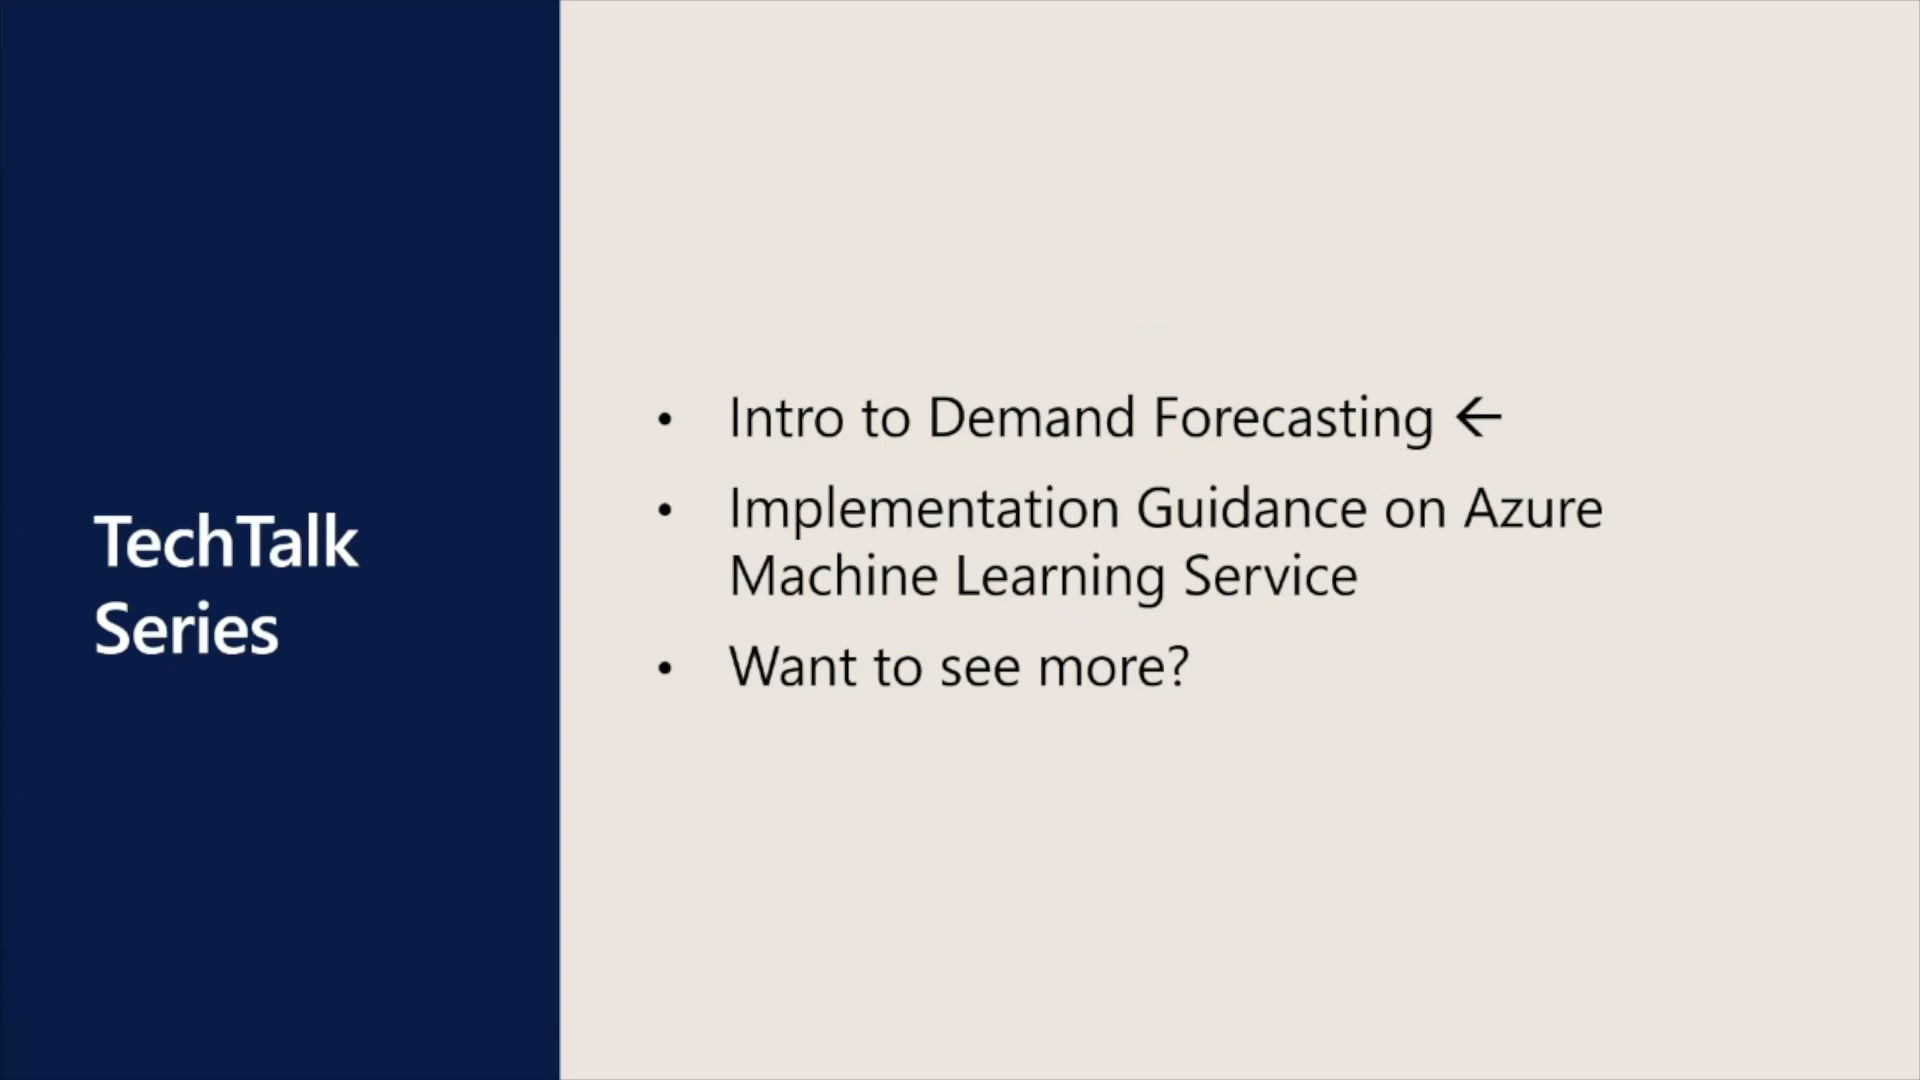 TechTalk
Series
• Intro to Demand Forecasting ←
• Implementation Guidance on Azure
Machine Learning Service
• Want to see more?